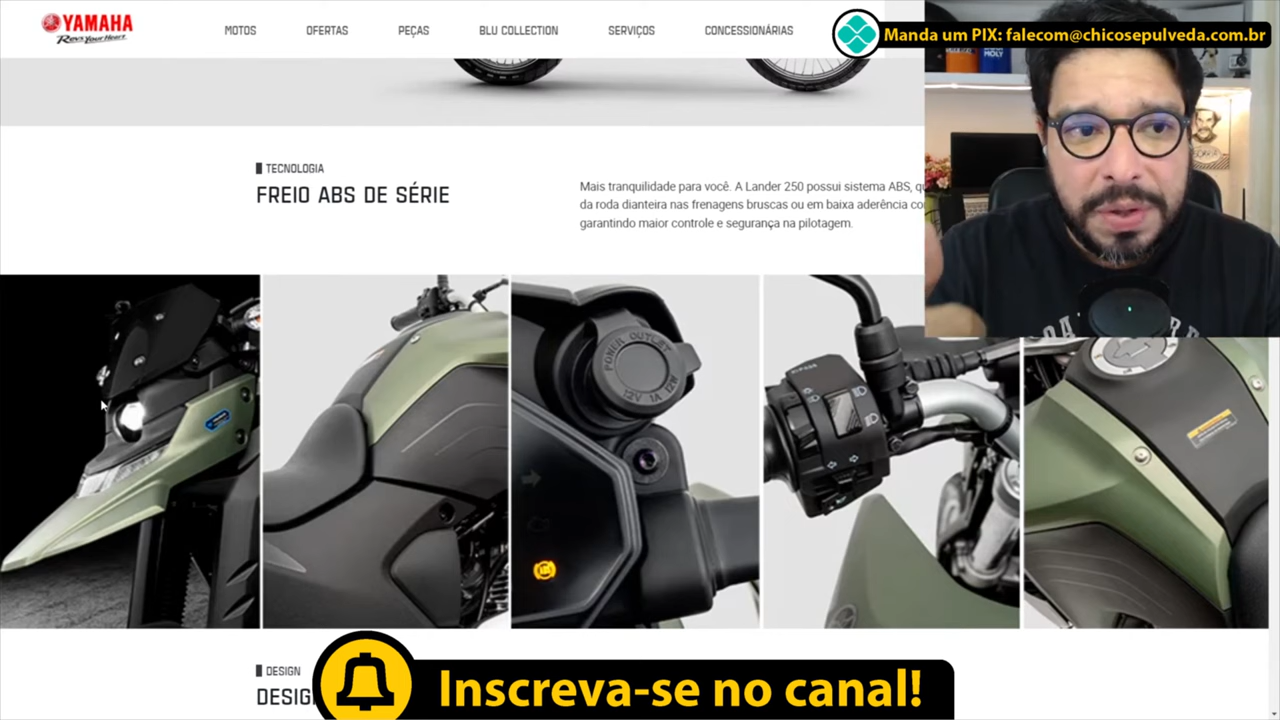 YAMAHA
Revs Your Heart
MOTOS
OFERTAS
PEÇAS
BLU COLLECTION
SERVIÇOS
CONCESSIONÁRIAS
Manda um PIX: falecom@chicosepulveda.com.br
MOLY
TECNOLOGIA
FREIO ABS DE SÉRIE
Mais tranquilidade para você. A Lander 250 possui sistema ABS,
da roda dianteira nas frenagens bruscas ou em baixa aderência
garantindo maior controle e segurança na pilotagem.
POWER OUTLET
12V 1A 12W
DESIGN
Inscreva-se no canal!